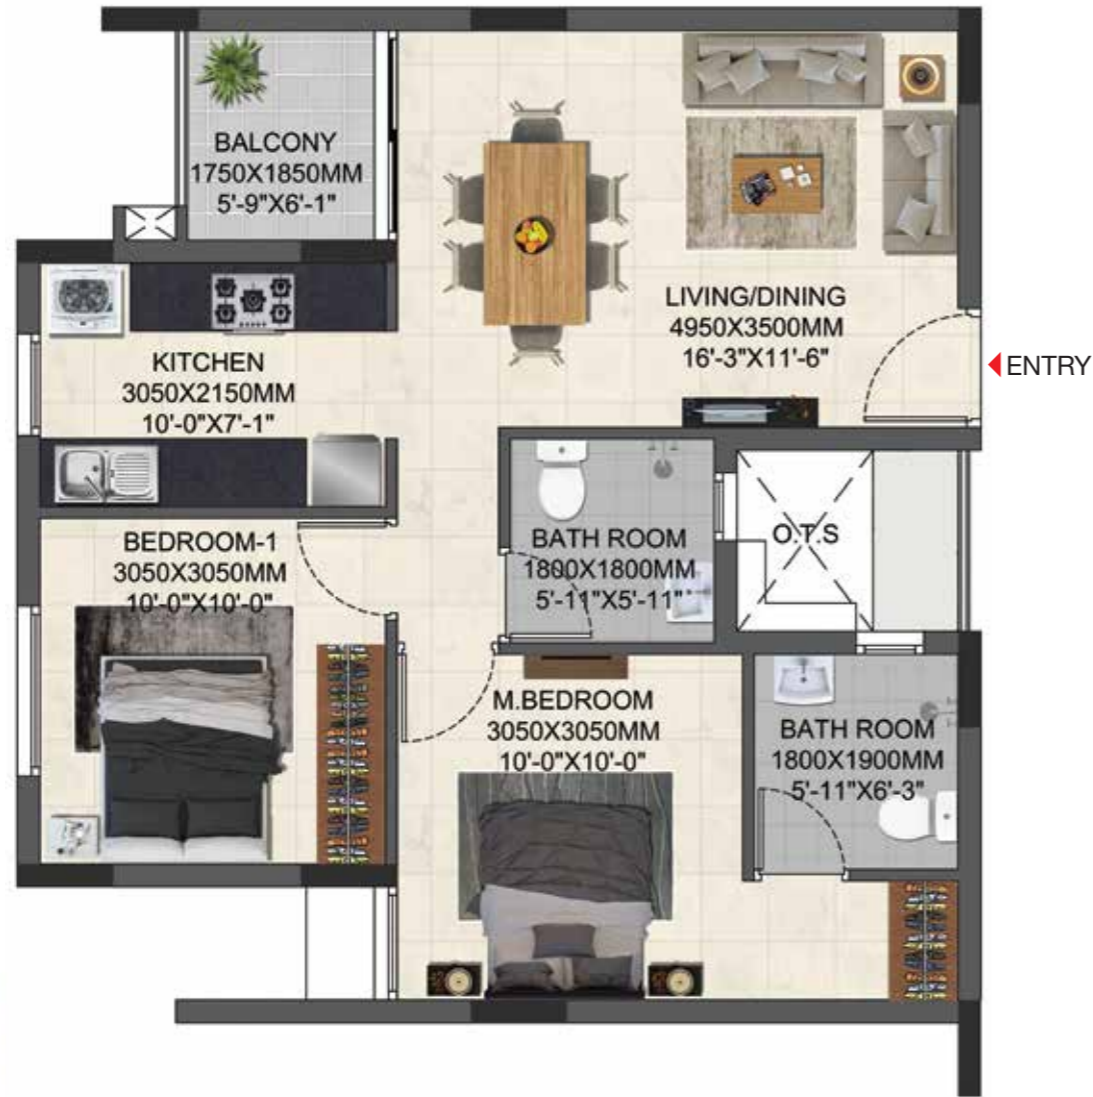 BALCONY
1750X1850MM
5'-9"X6'-1"
LIVING/DINING
4950X3500MM
16'-3"X11'-6"
ENTRY
KITCHEN
3050X2150MM
10'-0"X7'-1"
BEDROOM-1
3050X3050MM
10'-0"X10'-0"
BATH ROOM
1800X1800MM
5'-11"X5'-11"
O.T.S
M.BEDROOM
3050X3050MM
10'-0"X10'-0"
BATH ROOM
1800X1900MM
5'-11"X6'-3"